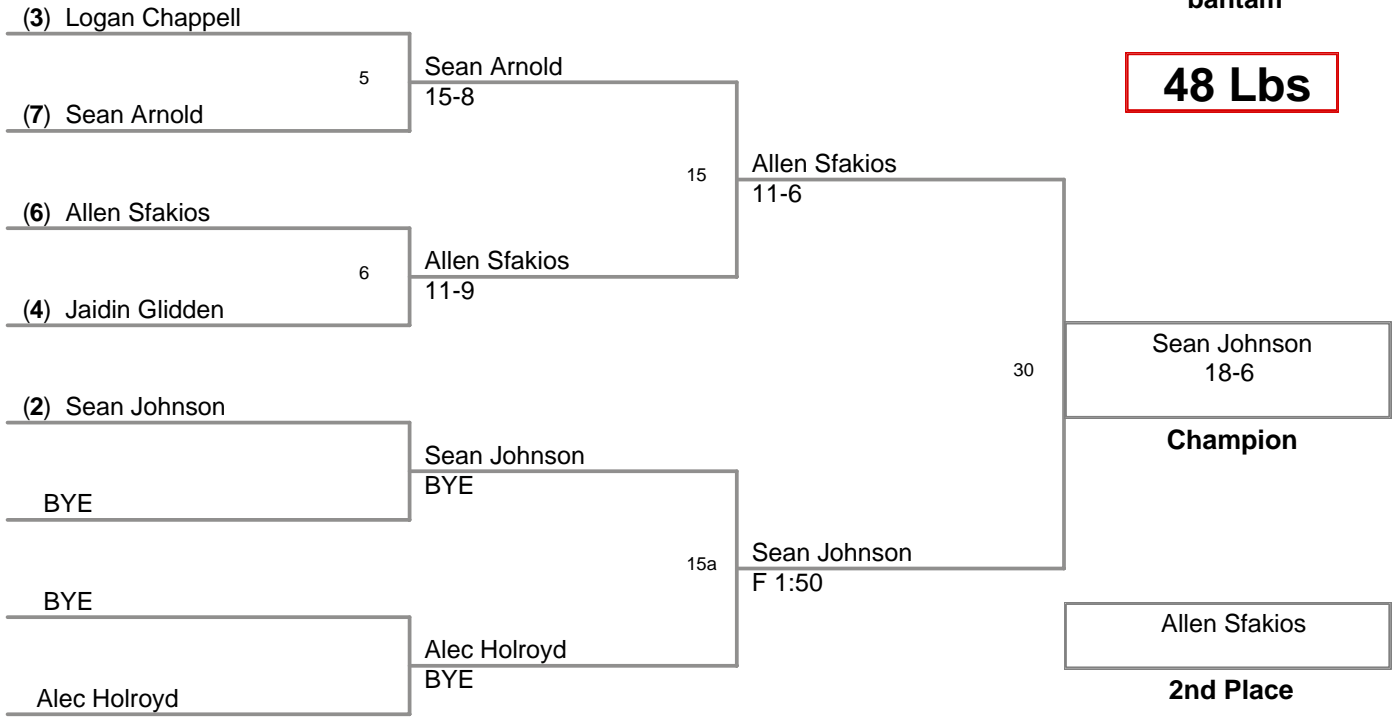 bantam
48 Lbs
(3) Logan Chappell
5
Sean Arnold
15-8
(7) Sean Arnold
15
Allen Sfakios
11-6
(6) Allen Sfakios
6
Allen Sfakios
11-9
(4) Jaidin Glidden
30
Sean Johnson
18-6
Champion
(2) Sean Johnson
Sean Johnson
BYE
BYE
15a
Sean Johnson
F 1:50
BYE
Alec Holroyd
BYE
Alec Holroyd
Allen Sfakios
2nd Place